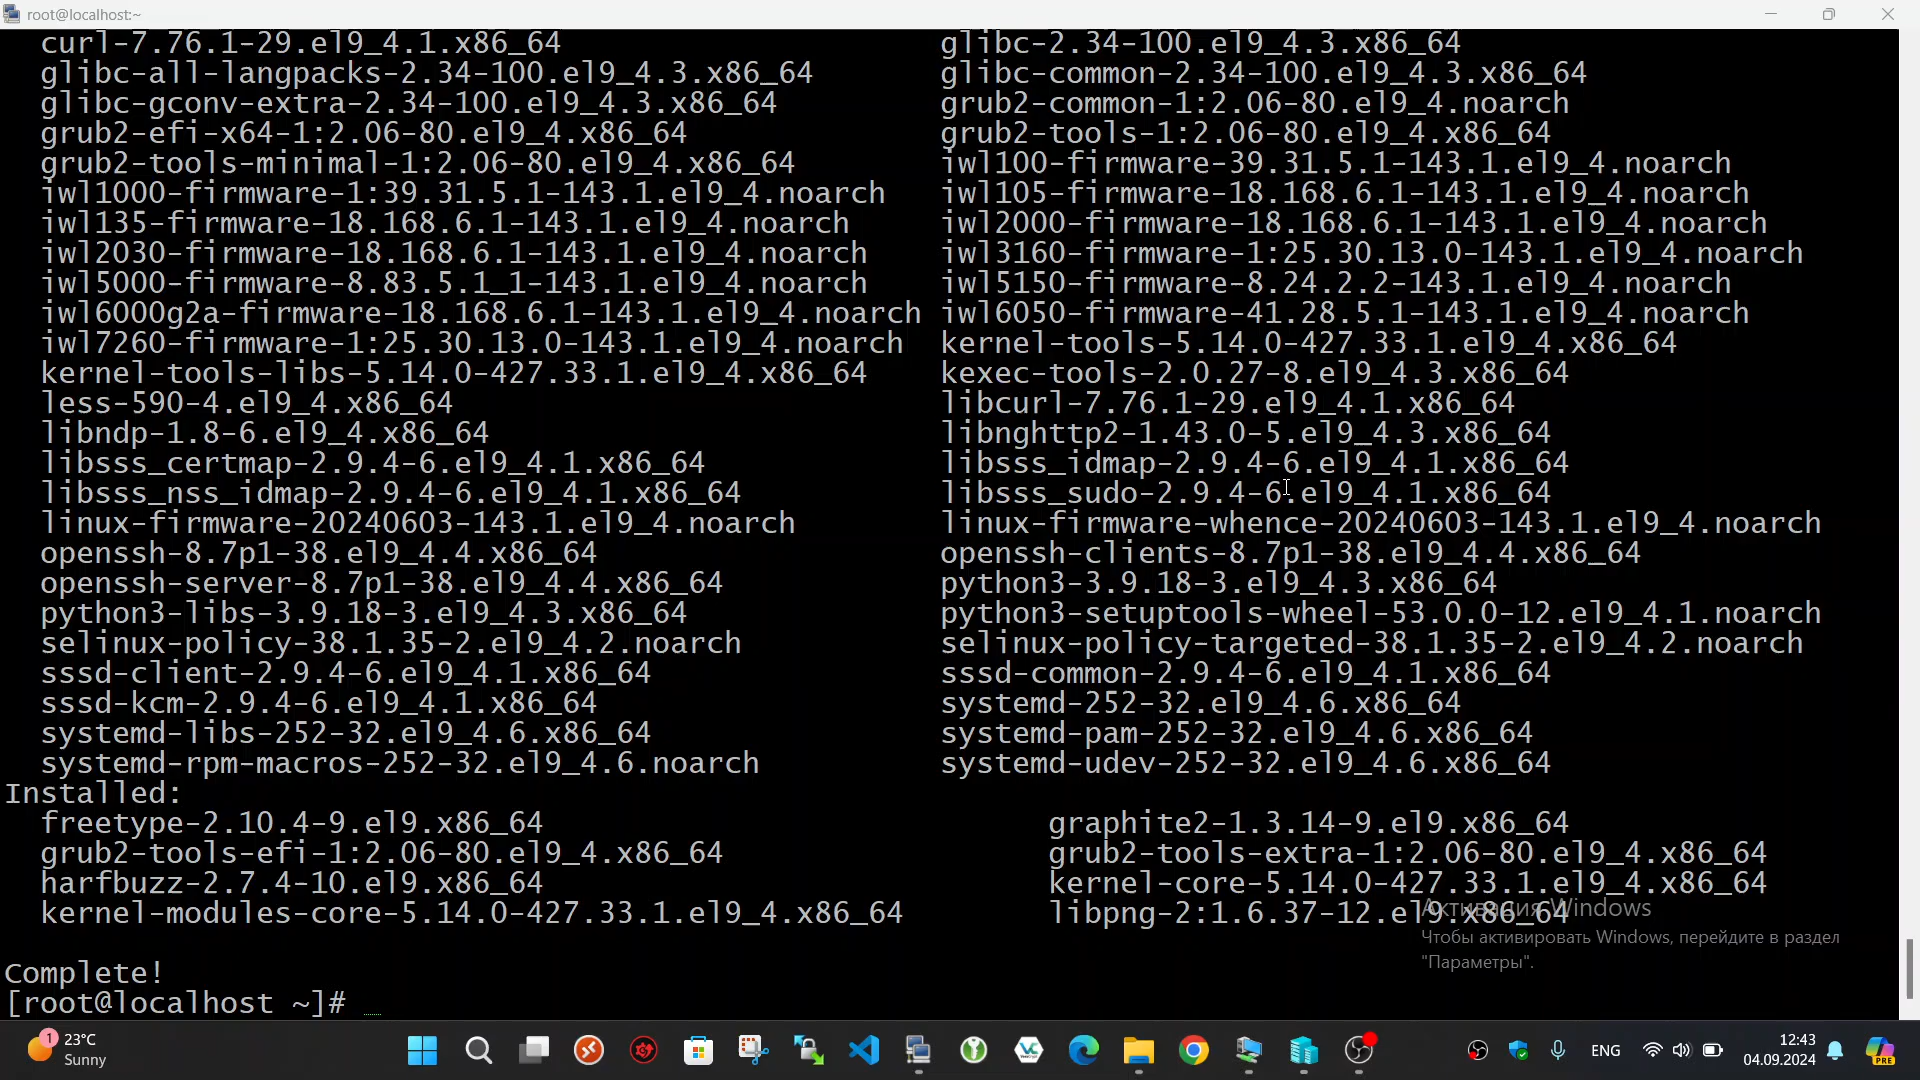 root@localhost:~
curl-7.76.1-29.el9_4.1.x86_64 glibc-2.34-100.el9_4.3.x86_64
glibc-all-langpacks-2.34-100.el9_4.3.x86_64 glibc-common-2.34-100.el9_4.3.x86_64
glibc-gconv-extra-2.34-100.el9_4.3.x86_64 grub2-common-1:2.06-80.el9_4.noarch
grub2-efi-x64-1:2.06-80.el9_4.x86_64 grub2-tools-1:2.06-80.el9_4.x86_64
grub2-tools-minimal-1:2.06-80.el9_4.x86_64 iwl100-firmware-39.31.5.1-143.1.el9_4.noarch
iwl1000-firmware-1:39.31.5.1-143.1.el9_4.noarch iwl105-firmware-18.168.6.1-143.1.el9_4.noarch
iwl135-firmware-18.168.6.1-143.1.el9_4.noarch iwl2000-firmware-18.168.6.1-143.1.el9_4.noarch
iwl2030-firmware-18.168.6.1-143.1.el9_4.noarch iwl3160-firmware-1:25.30.13.0-143.1.el9_4.noarch
iwl5000-firmware-8.83.5.1_1-143.1.el9_4.noarch iwl5150-firmware-8.24.2.2-143.1.el9_4.noarch
iwl6000g2a-firmware-18.168.6.1-143.1.el9_4.noarch iwl6050-firmware-41.28.5.1-143.1.el9_4.noarch
iwl7260-firmware-1:25.30.13.0-143.1.el9_4.noarch kernel-tools-5.14.0-427.33.1.el9_4.x86_64
kernel-tools-libs-5.14.0-427.33.1.el9_4.x86_64 kexec-tools-2.0.27-8.el9_4.3.x86_64
less-590-4.el9_4.x86_64 libcurl-7.76.1-29.el9_4.1.x86_64
libndp-1.8-6.el9_4.x86_64 libnghttp2-1.43.0-5.el9_4.3.x86_64
libsss_certmap-2.9.4-6.el9_4.1.x86_64 libsss_idmap-2.9.4-6.el9_4.1.x86_64
libsss_nss_idmap-2.9.4-6.el9_4.1.x86_64 libsss_sudo-2.9.4-6.el9_4.1.x86_64
linux-firmware-20240603-143.1.el9_4.noarch linux-firmware-whence-20240603-143.1.el9_4.noarch
openssh-8.7p1-38.el9_4.4.x86_64 openssh-clients-8.7p1-38.el9_4.4.x86_64
openssh-server-8.7p1-38.el9_4.4.x86_64 python3-3.9.18-3.el9_4.3.x86_64
python3-libs-3.9.18-3.el9_4.3.x86_64 python3-setuptools-wheel-53.0.0-12.el9_4.1.noarch
selinux-policy-38.1.35-2.el9_4.2.noarch selinux-policy-targeted-38.1.35-2.el9_4.2.noarch
sssd-client-2.9.4-6.el9_4.1.x86_64 sssd-common-2.9.4-6.el9_4.1.x86_64
sssd-kcm-2.9.4-6.el9_4.1.x86_64 systemd-252-32.el9_4.6.x86_64
systemd-libs-252-32.el9_4.6.x86_64 systemd-pam-252-32.el9_4.6.x86_64
systemd-rpm-macros-252-32.el9_4.6.noarch systemd-udev-252-32.el9_4.6.x86_64
Installed:
freetype-2.10.4-9.el9.x86_64 graphite2-1.3.14-9.el9.x86_64
grub2-tools-efi-1:2.06-80.el9_4.x86_64 grub2-tools-extra-1:2.06-80.el9_4.x86_64
harfbuzz-2.7.4-10.el9.x86_64 kernel-core-5.14.0-427.33.1.el9_4.x86_64
kernel-modules-core-5.14.0-427.33.1.el9_4.x86_64 libpng-2:1.6.37-12.el9.x86_64
Активация Windows
Чтобы активировать Windows, перейдите в раздел
"Параметры".
Complete!
[root@localhost ~]#
1
23°C
Sunny
ENG
12:43
04.09.2024
PRE